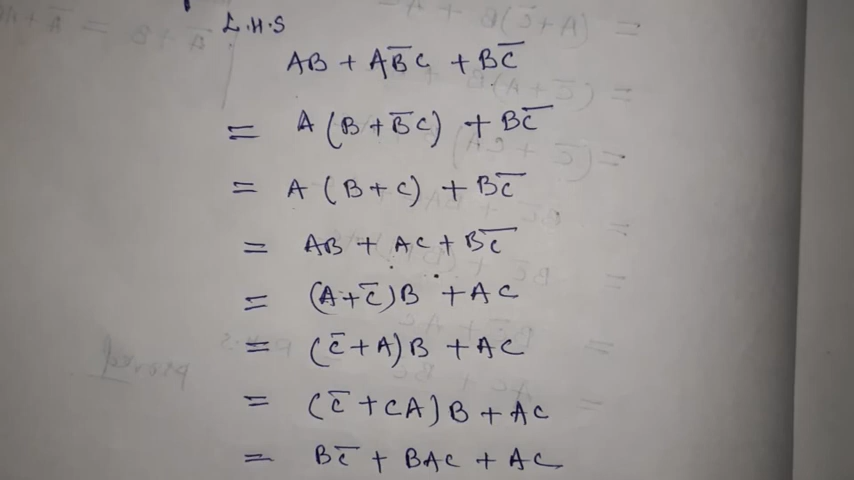 L.H.S
AB + AB̅C + BC̅
= A (B + B̅C) + BC̅
= A (B + C) + BC̅
= AB + AC + BC̅
= (A + C̅)B + AC
= (C̅ + A)B + AC
= (C̅ + CA)B + AC
= BC̅ + BAC + AC